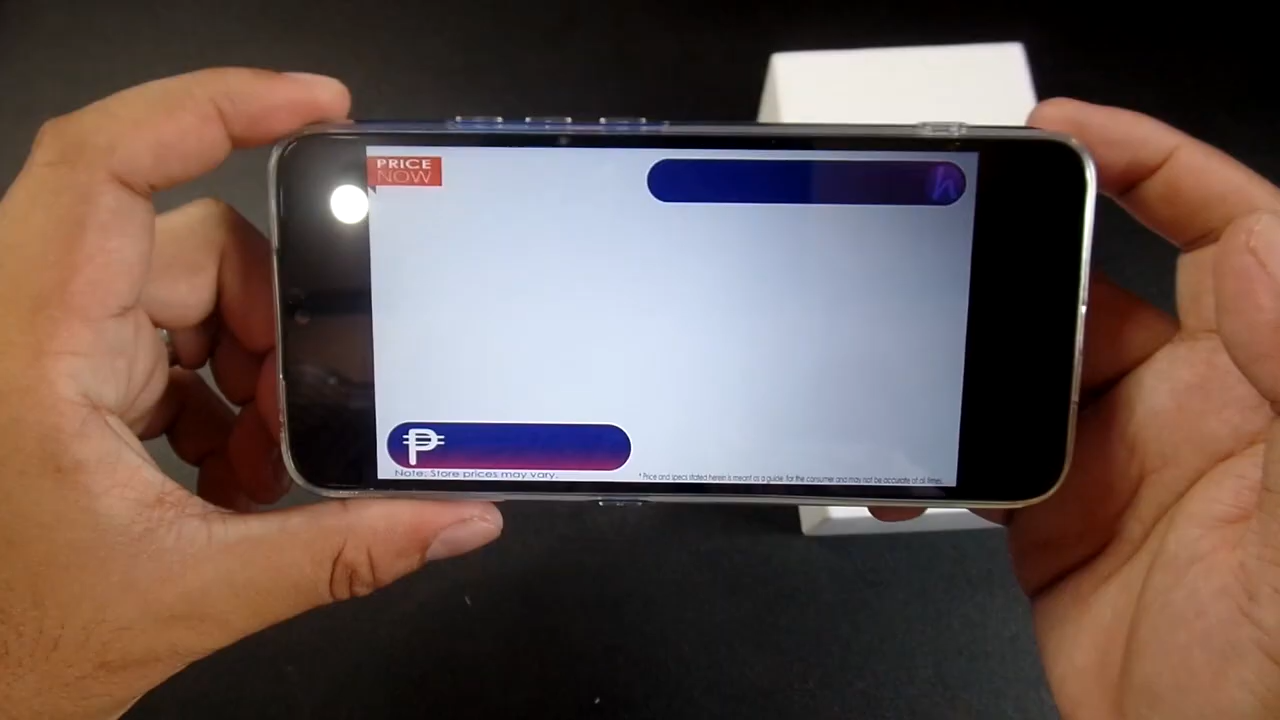 PRICE
NOW
₱
Note: Store prices may vary.
* Price and specs stated herein is meant as a guide for the consumer and may not be accurate at all times.